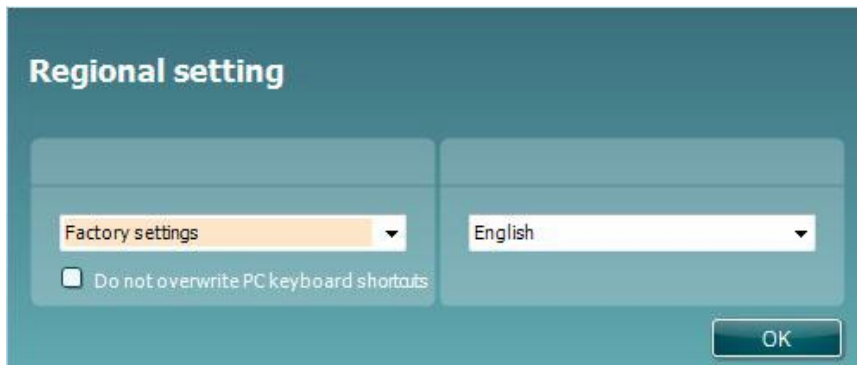 Regional setting
Factory settings
English
Do not overwrite PC keyboard shortcuts
OK